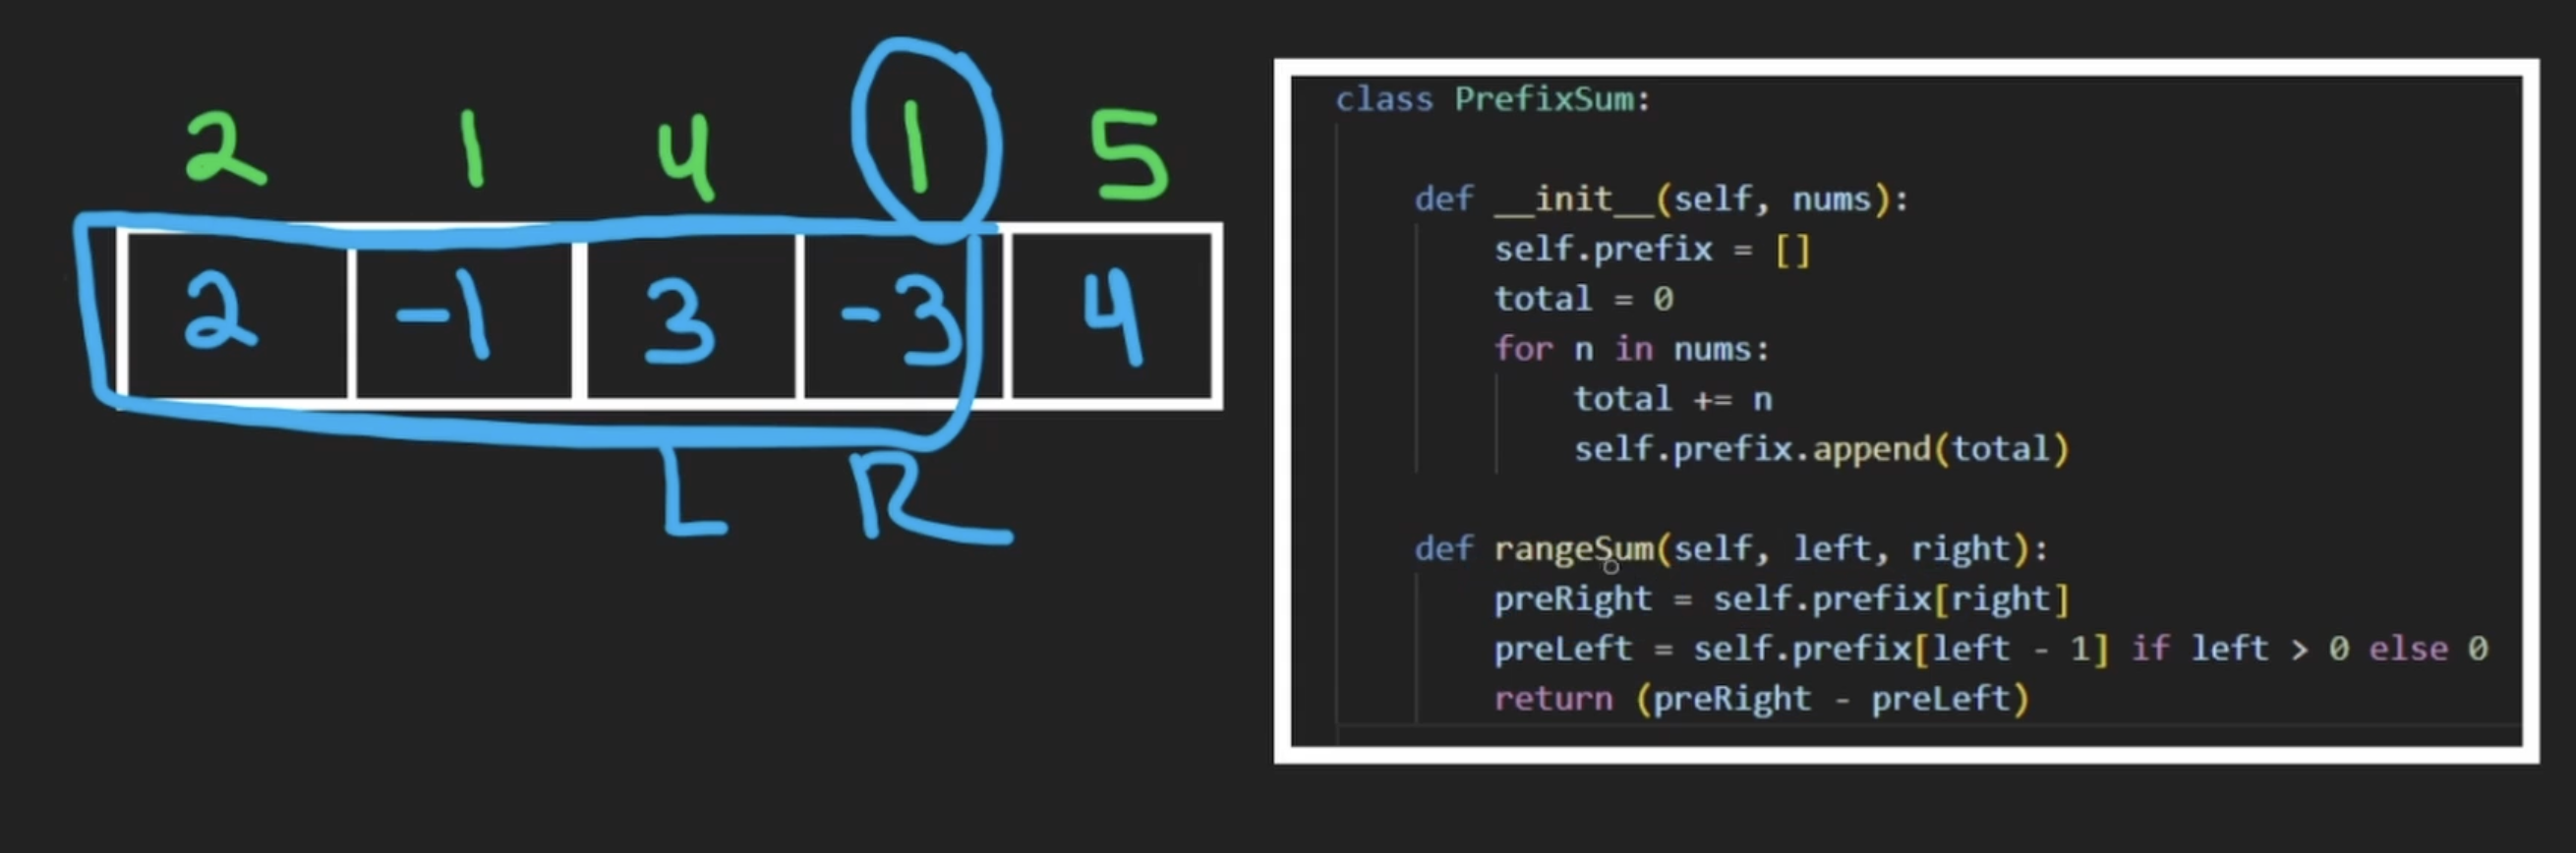 2 1 4 1 5
2 -1 3 -3 4
L R
class PrefixSum:
def __init__(self, nums):
self.prefix = []
total = 0
for n in nums:
total += n
self.prefix.append(total)
def rangeSum(self, left, right):
preRight = self.prefix[right]
preLeft = self.prefix[left - 1] if left > 0 else 0
return (preRight - preLeft)